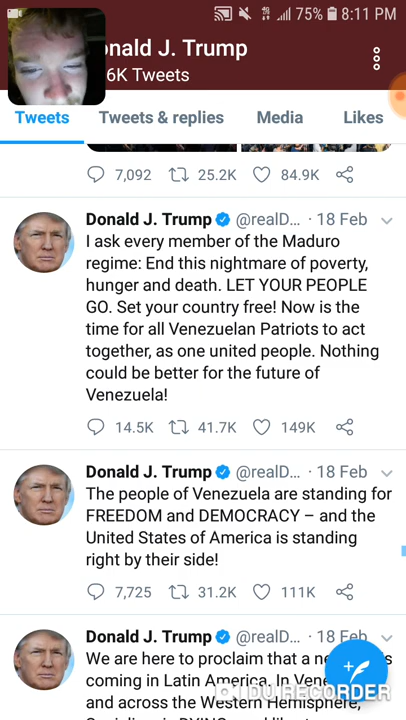 75% 8:11 PM
onald J. Trump
6K Tweets
Tweets Tweets & replies Media Likes
7,092 25.2K 84.9K
Donald J. Trump @realD... · 18 Feb
I ask every member of the Maduro
regime: End this nightmare of poverty,
hunger and death. LET YOUR PEOPLE
GO. Set your country free! Now is the
time for all Venezuelan Patriots to act
together, as one united people. Nothing
could be better for the future of
Venezuela!
14.5K 41.7K 149K
Donald J. Trump @realD... · 18 Feb
The people of Venezuela are standing for
FREEDOM and DEMOCRACY – and the
United States of America is standing
right by their side!
7,725 31.2K 111K
Donald J. Trump @realD... · 18 Feb
We are here to proclaim that a ne
coming in Latin America. In Vene
and across the Western Hemisphere,
DU RECORDER